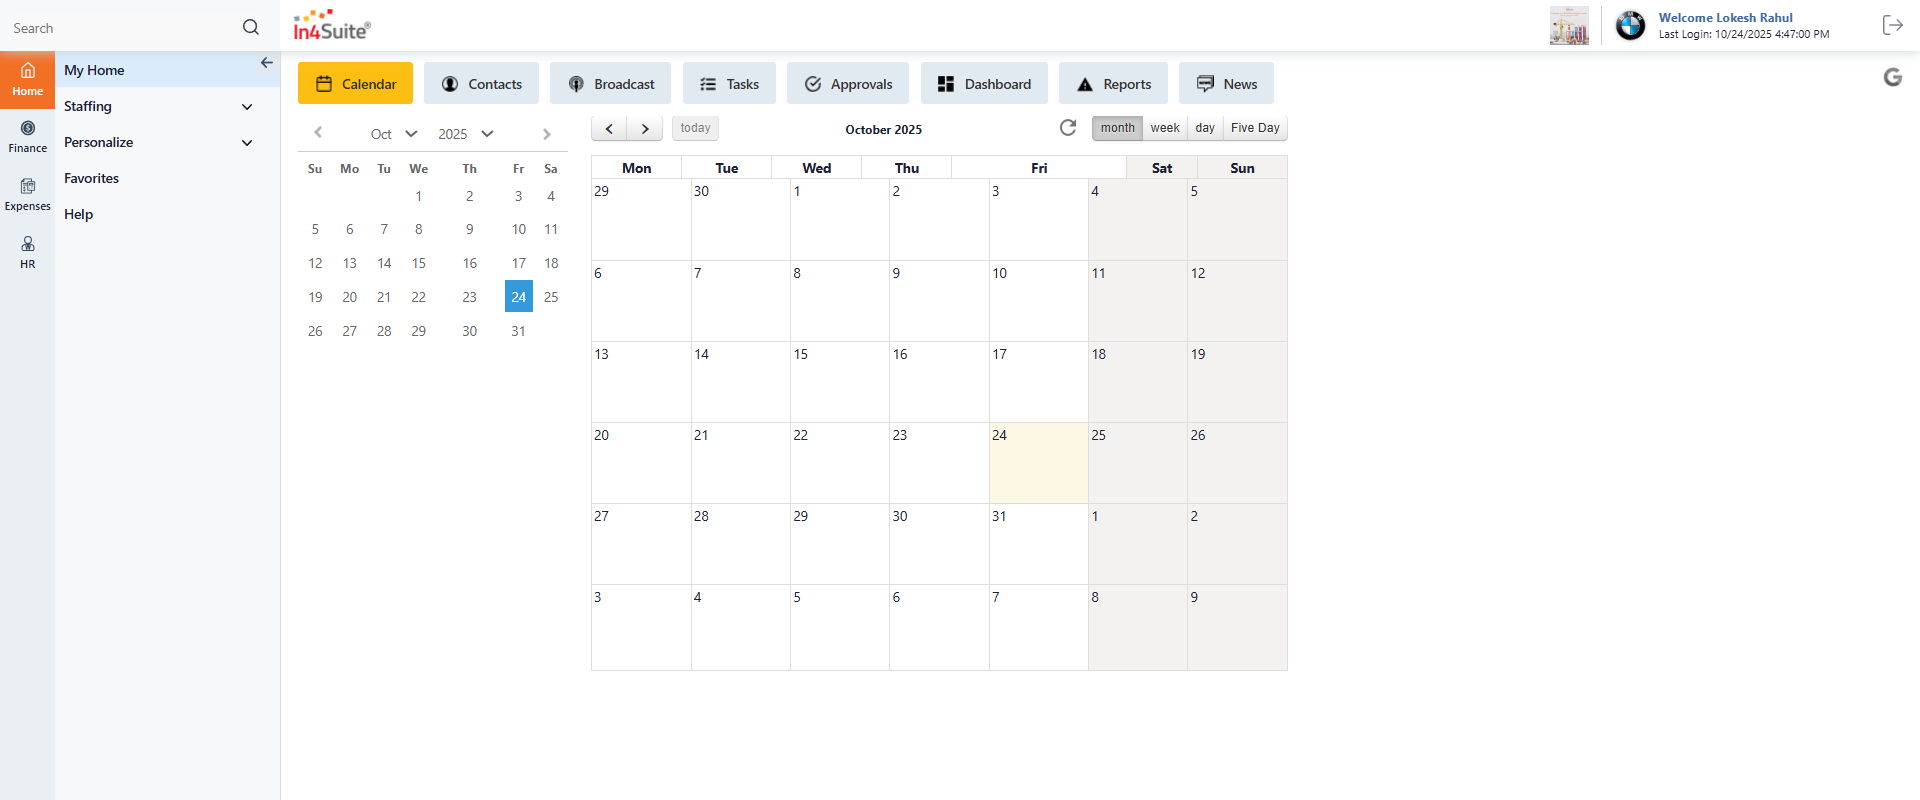 Search
In4Suite®
Welcome Lokesh Rahul
Last Login: 10/24/2025 4:47:00 PM
Home
Finance
Expenses
HR
My Home
Staffing
Personalize
Favorites
Help
Calendar
Contacts
Broadcast
Tasks
Approvals
Dashboard
Reports
News
G
Oct 2025
Su Mo Tu We Th Fr Sa
1 2 3 4
5 6 7 8 9 10 11
12 13 14 15 16 17 18
19 20 21 22 23 24 25
26 27 28 29 30 31
today
October 2025
month week day Five Day
Mon Tue Wed Thu Fri Sat Sun
29 30 1 2 3 4 5
6 7 8 9 10 11 12
13 14 15 16 17 18 19
20 21 22 23 24 25 26
27 28 29 30 31 1 2
3 4 5 6 7 8 9